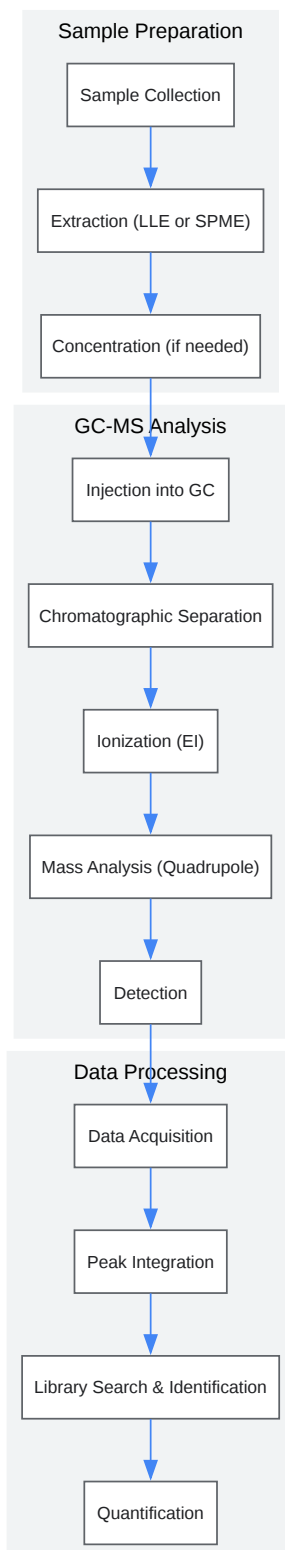 Sample Preparation
Sample Collection
Extraction (LLE or SPME)
Concentration (if needed)
GC-MS Analysis
Injection into GC
Chromatographic Separation
Ionization (EI)
Mass Analysis (Quadrupole)
Detection
Data Processing
Data Acquisition
Peak Integration
Library Search & Identification
Quantification